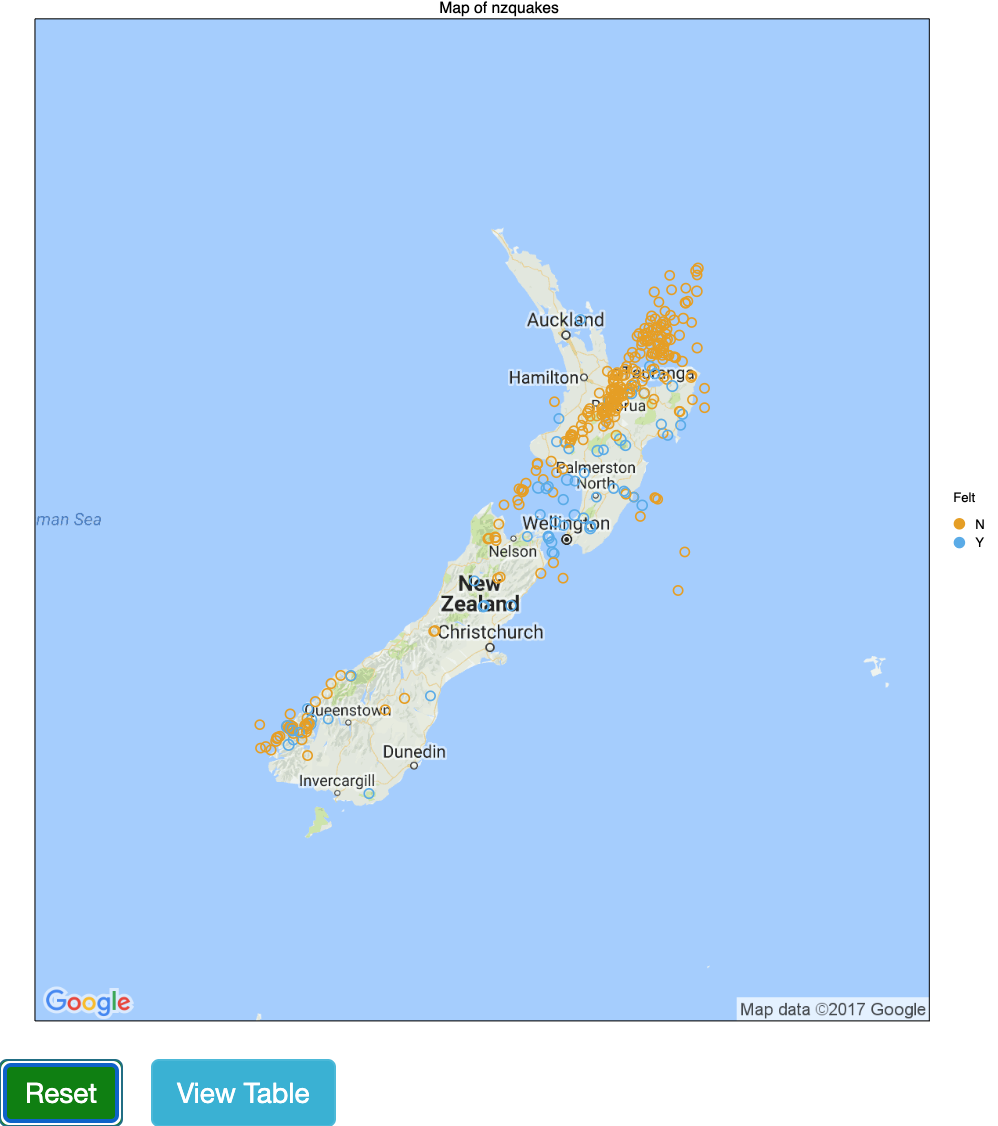 Map of nzquakes
Auckland
Hamilton
Tauranga
Rotorua
Palmerston
North
man Sea
Wellington
Nelson
New
Zealand
Christchurch
Queenstown
Dunedin
Invercargill
Felt
N
Y
Google
Map data ©2017 Google
Reset
View Table